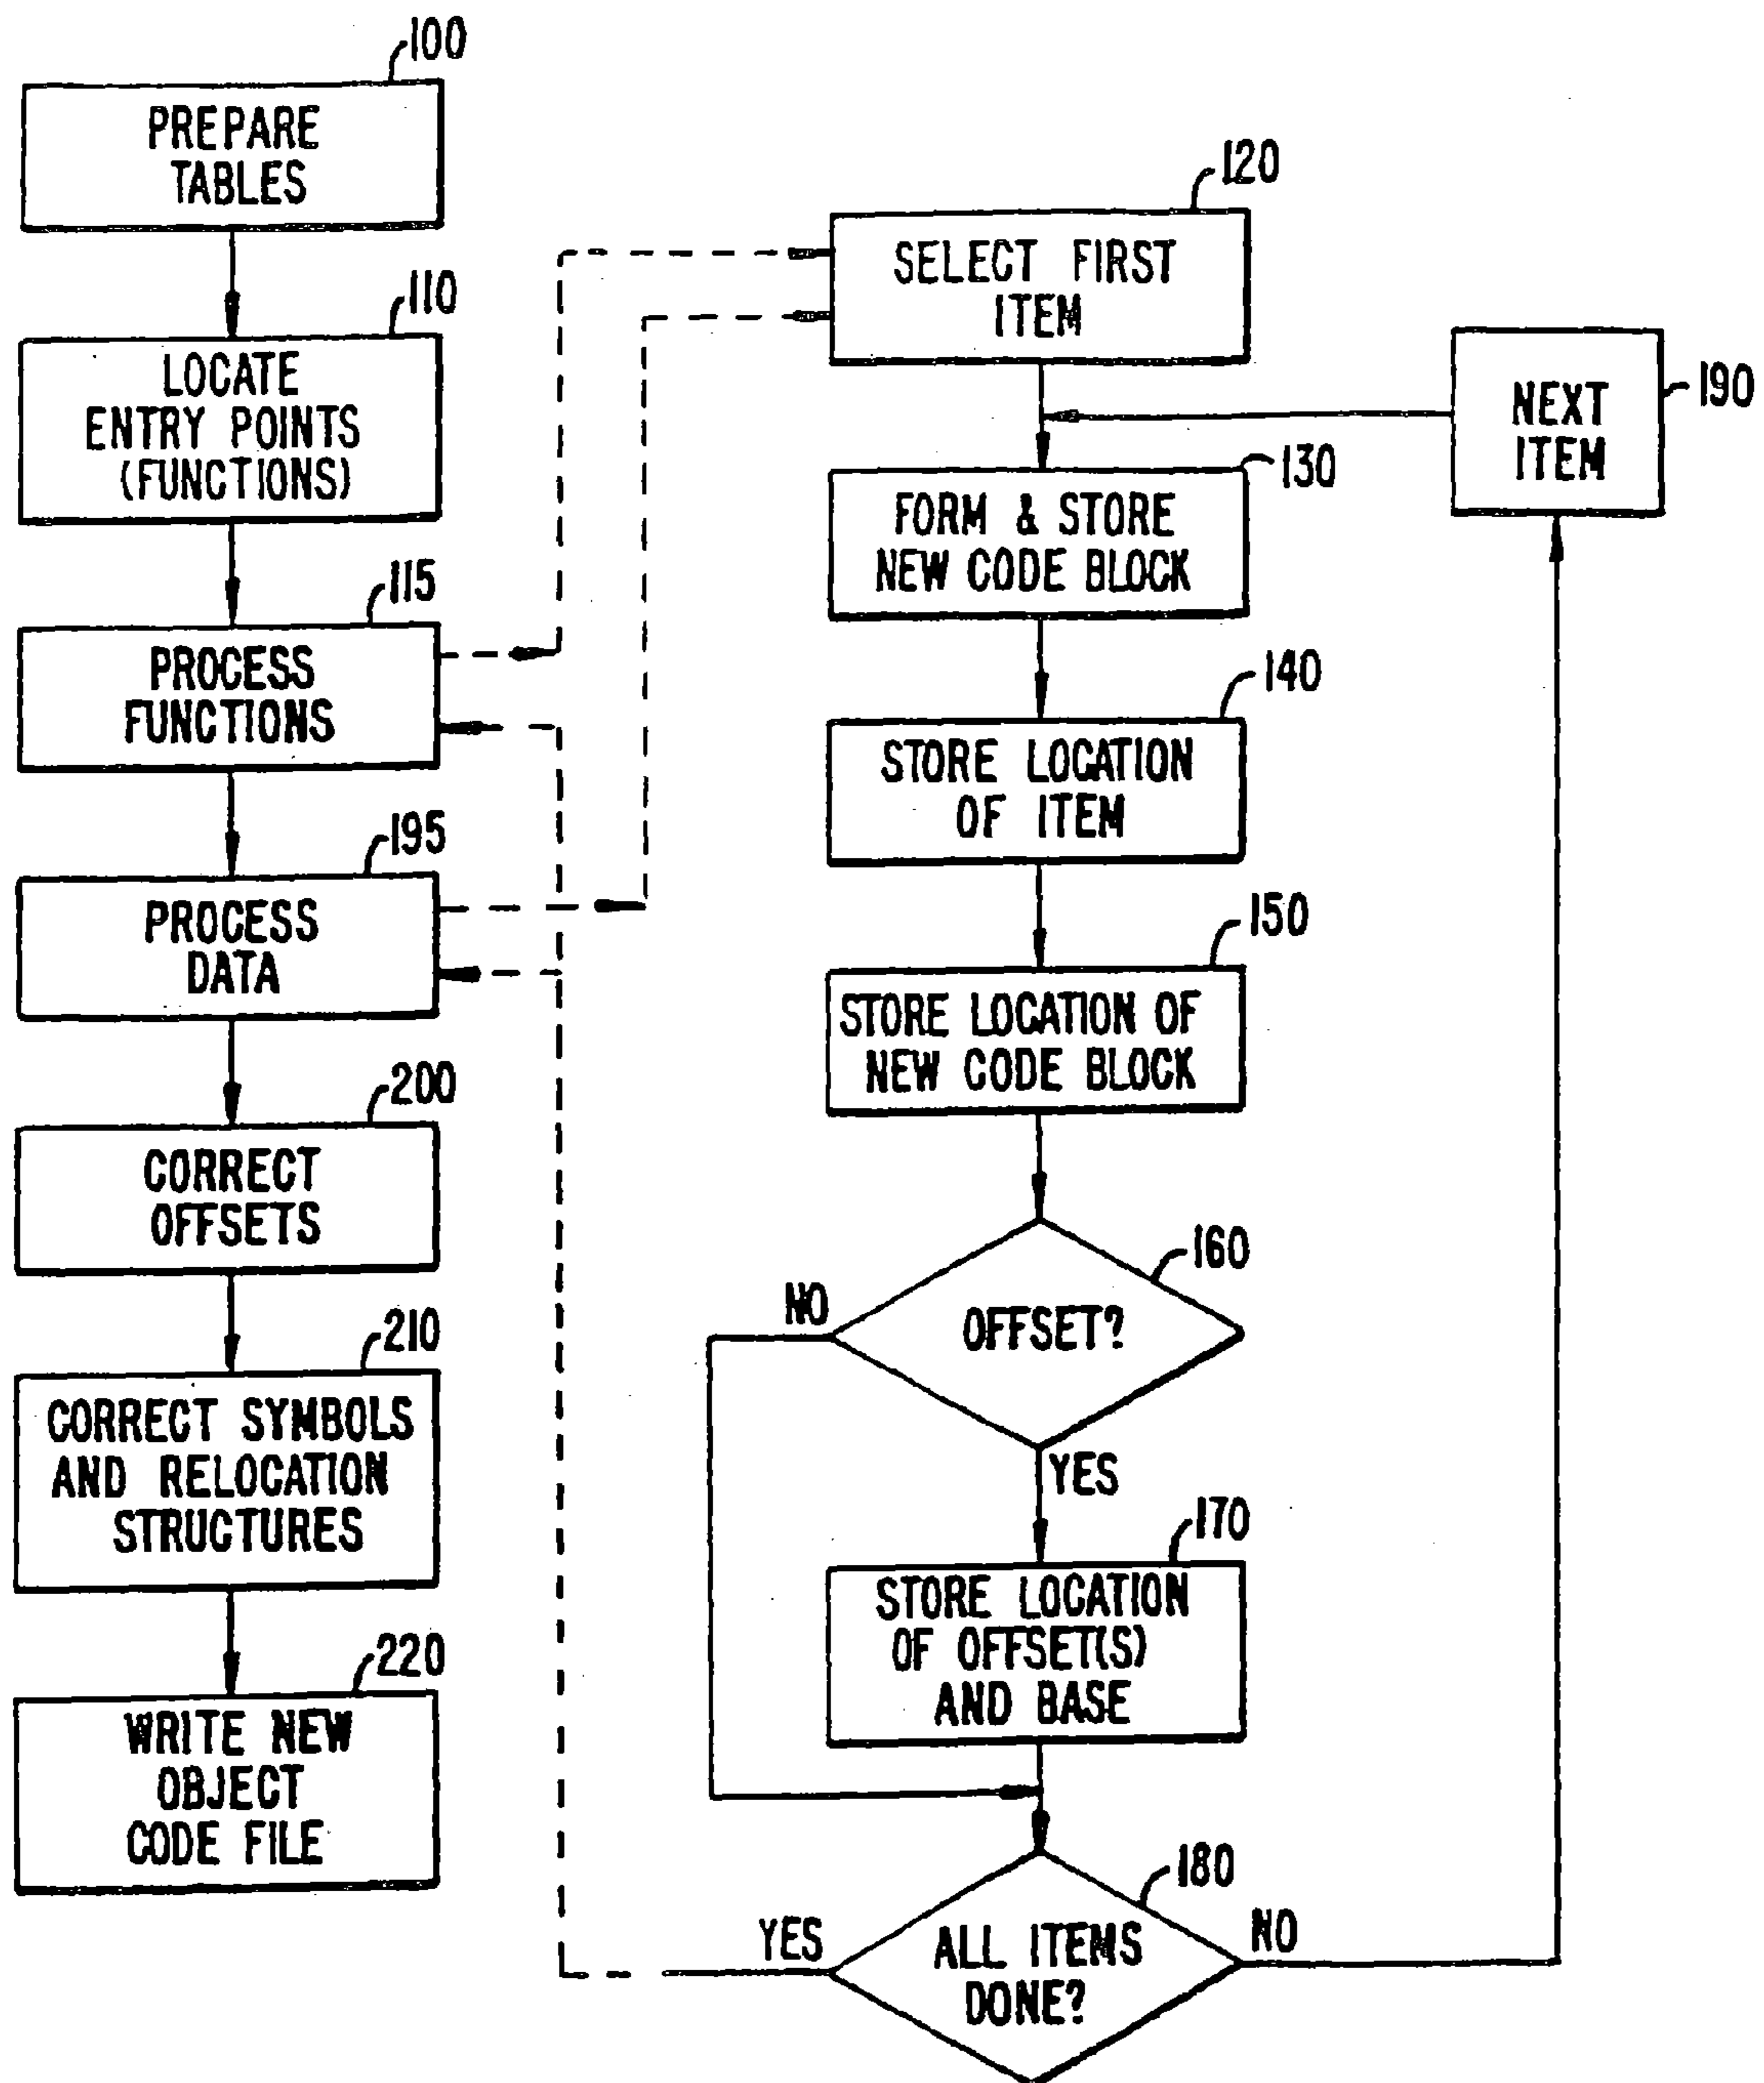 100
PREPARE
TABLES
110
LOCATE
ENTRY POINTS
(FUNCTIONS)
115
PROCESS
FUNCTIONS
195
PROCESS
DATA
200
CORRECT
OFFSETS
210
CORRECT SYMBOLS
AND RELOCATION
STRUCTURES
220
WRITE NEW
OBJECT
CODE FILE
120
SELECT FIRST
ITEM
130
FORM & STORE
NEW CODE BLOCK
140
STORE LOCATION
OF ITEM
150
STORE LOCATION OF
NEW CODE BLOCK
160
OFFSET?
NO
YES
170
STORE LOCATION
OF OFFSET(S)
AND BASE
180
ALL ITEMS
DONE?
YES
NO
190
NEXT
ITEM